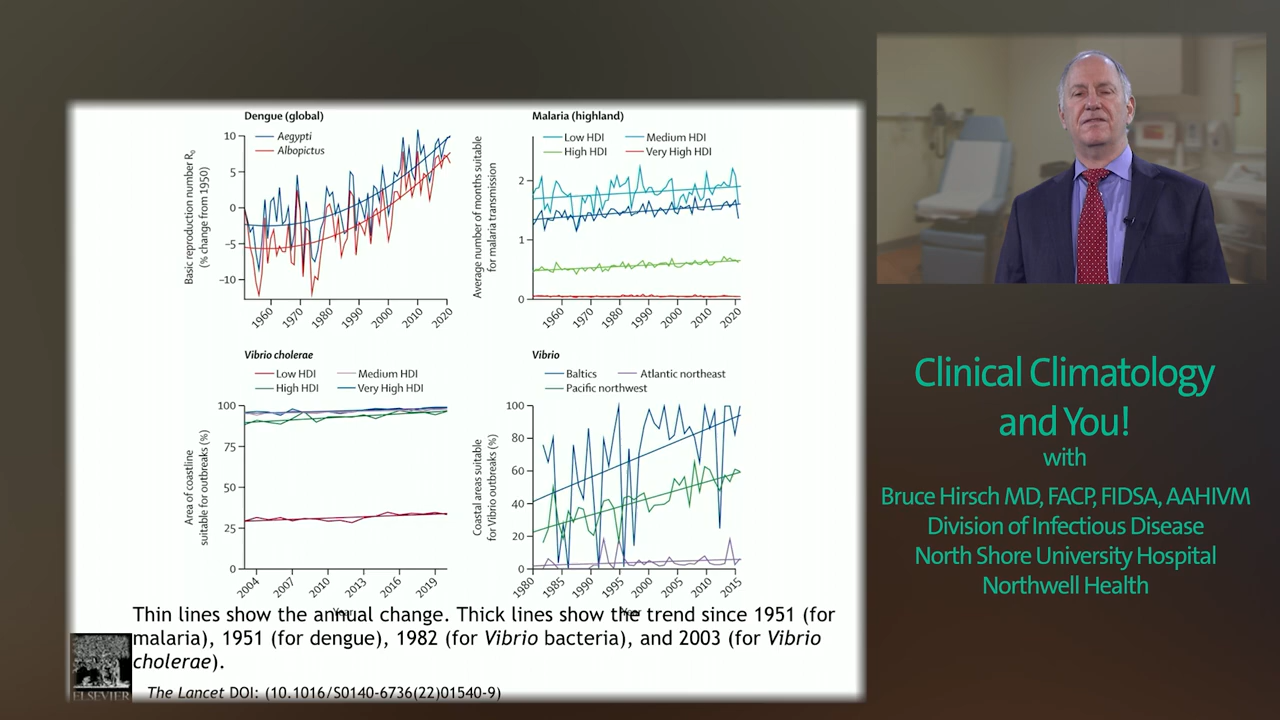 Dengue (global)
Aegypti
Albopictus
Basic reproduction number R₀
(% change from 1950)
10
5
0
−5
−10
1960
1970
1980
1990
2000
2010
2020
Malaria (highland)
Low HDI
Medium HDI
High HDI
Very High HDI
Average number of months suitable
for malaria transmission
2
1
0
1960
1970
1980
1990
2000
2010
2020
Vibrio cholerae
Low HDI
Medium HDI
High HDI
Very High HDI
Area of coastline
suitable for outbreaks (%)
100
75
50
25
0
2004
2007
2010
2013
2016
2019
Year
Vibrio
Baltics
Atlantic northeast
Pacific northwest
Coastal areas suitable
for Vibrio outbreaks (%)
100
80
60
40
20
0
1980
1985
1990
1995
2000
2005
2010
2015
Year
Thin lines show the annual change. Thick lines show the trend since 1951 (for
malaria), 1951 (for dengue), 1982 (for Vibrio bacteria), and 2003 (for Vibrio
cholerae).
ELSEVIER
The Lancet DOI: (10.1016/S0140-6736(22)01540-9)
Clinical Climatology
and You!
with
Bruce Hirsch MD, FACP, FIDSA, AAHIVM
Division of Infectious Disease
North Shore University Hospital
Northwell Health